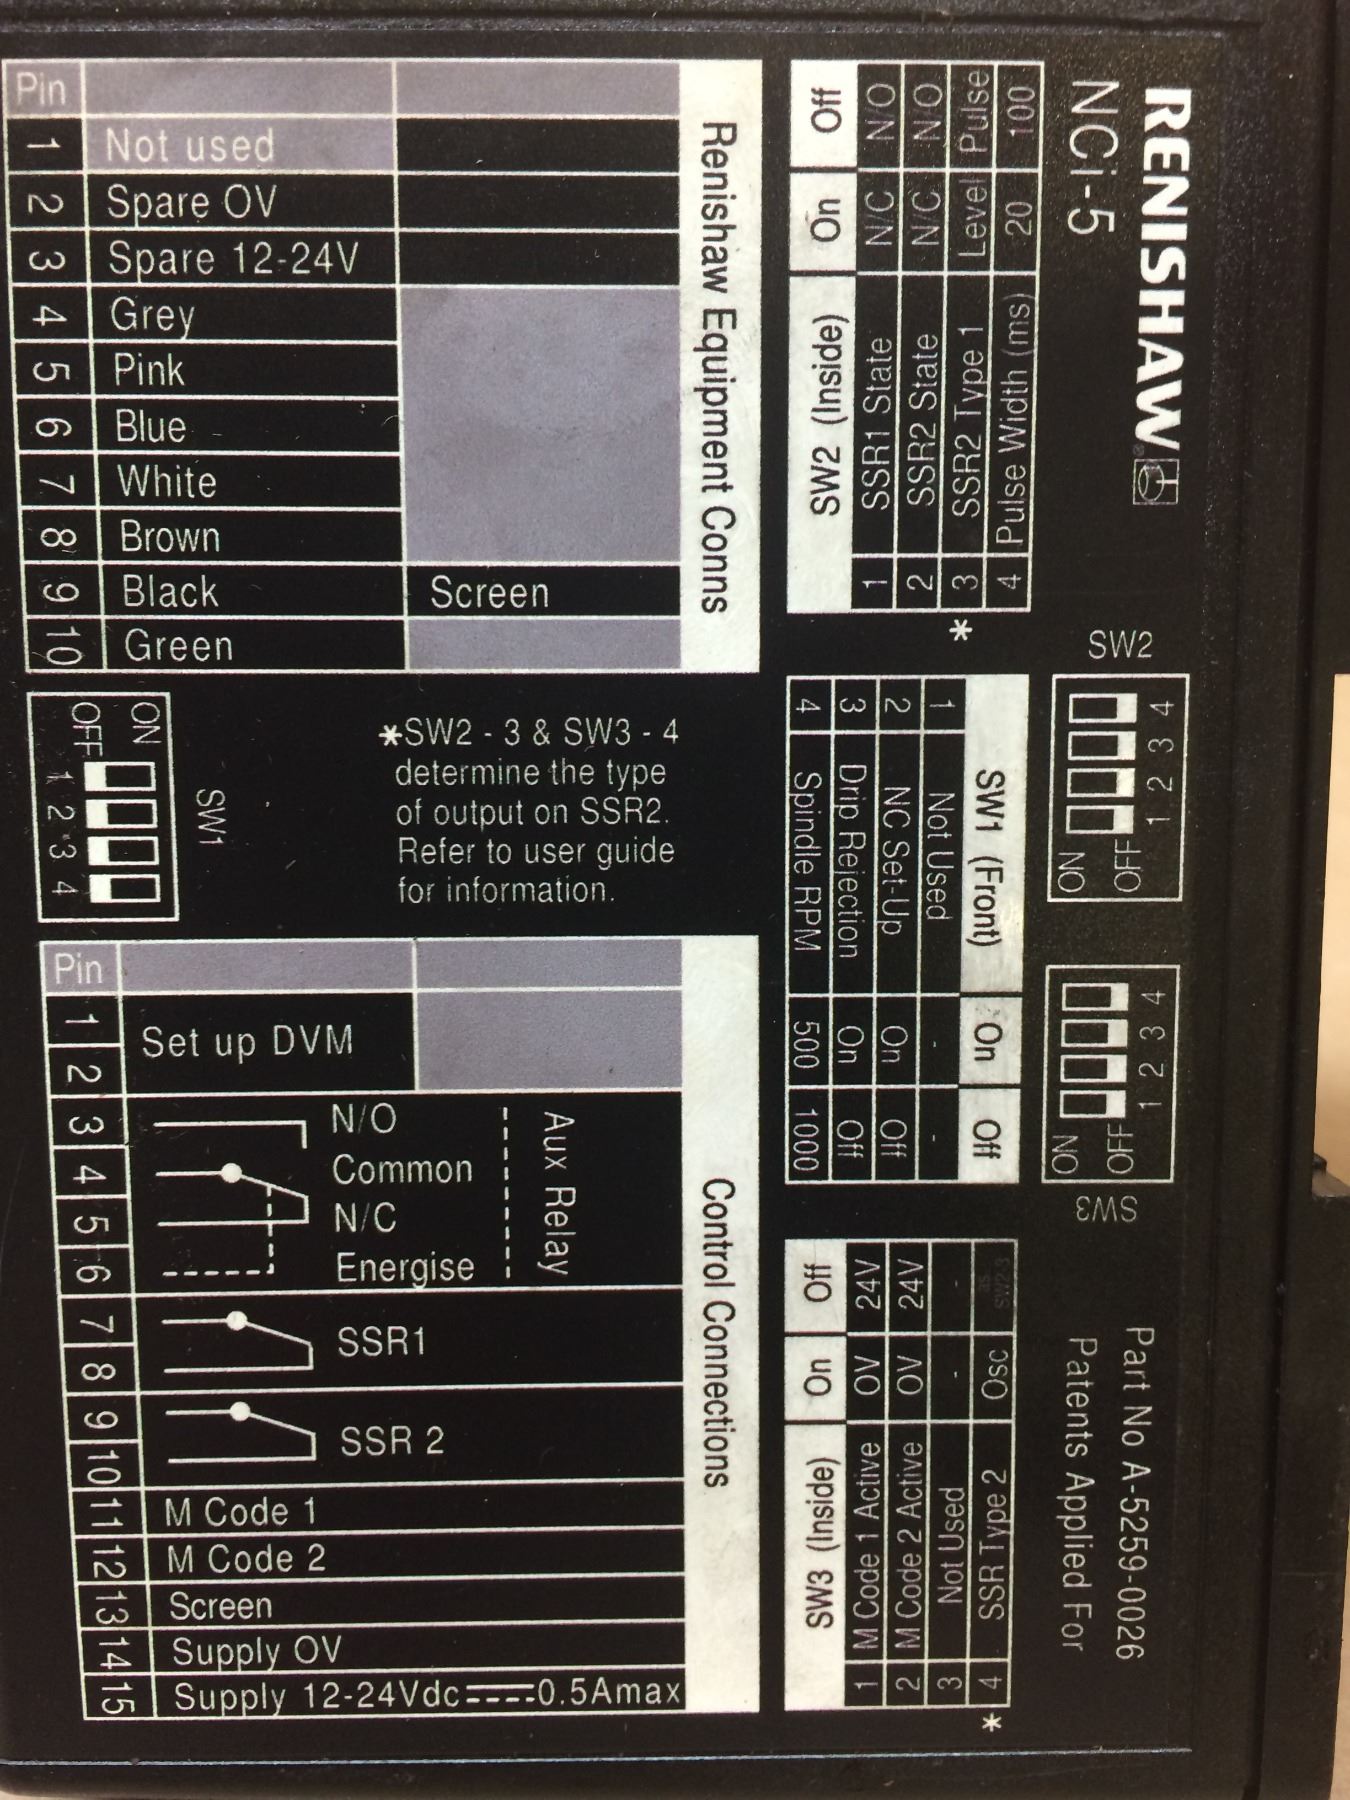 RENISHAW
NCi-5
Part No A-5259-0026
Patents Applied For
Off On SW2 (Inside)
NO N/C SSR1 State 1
NO N/C SSR2 State 2
Pulse Level SSR2 Type 1 3 *
100 20 Pulse Width (ms) 4
SW2
1 2 3 4
OFF
ON
SW3
1 2 3 4
OFF
ON
SW1 (Front) On Off
1 Not Used - -
2 NC Set-Up On Off
3 Drip Rejection On Off
4 Spindle RPM 500 1000
Off On SW3 (Inside)
24V 0V M Code 1 Active 1
24V 0V M Code 2 Active 2
- - Not Used 3
as SW2-3 Osc SSR Type 2 4 *
Renishaw Equipment Conns
Pin
1 Not used
2 Spare OV
3 Spare 12-24V
4 Grey
5 Pink
6 Blue
7 White
8 Brown
9 Black Screen
10 Green
ON
OFF
1 2 3 4
SW1
*SW2 - 3 & SW3 - 4
determine the type
of output on SSR2.
Refer to user guide
for information.
Control Connections
Pin
1
2 Set up DVM
3 N/O
4 Common
5 N/C
6 Energise
Aux Relay
7
8 SSR1
9
10 SSR 2
11 M Code 1
12 M Code 2
13 Screen
14 Supply OV
15 Supply 12-24Vdc 0.5Amax